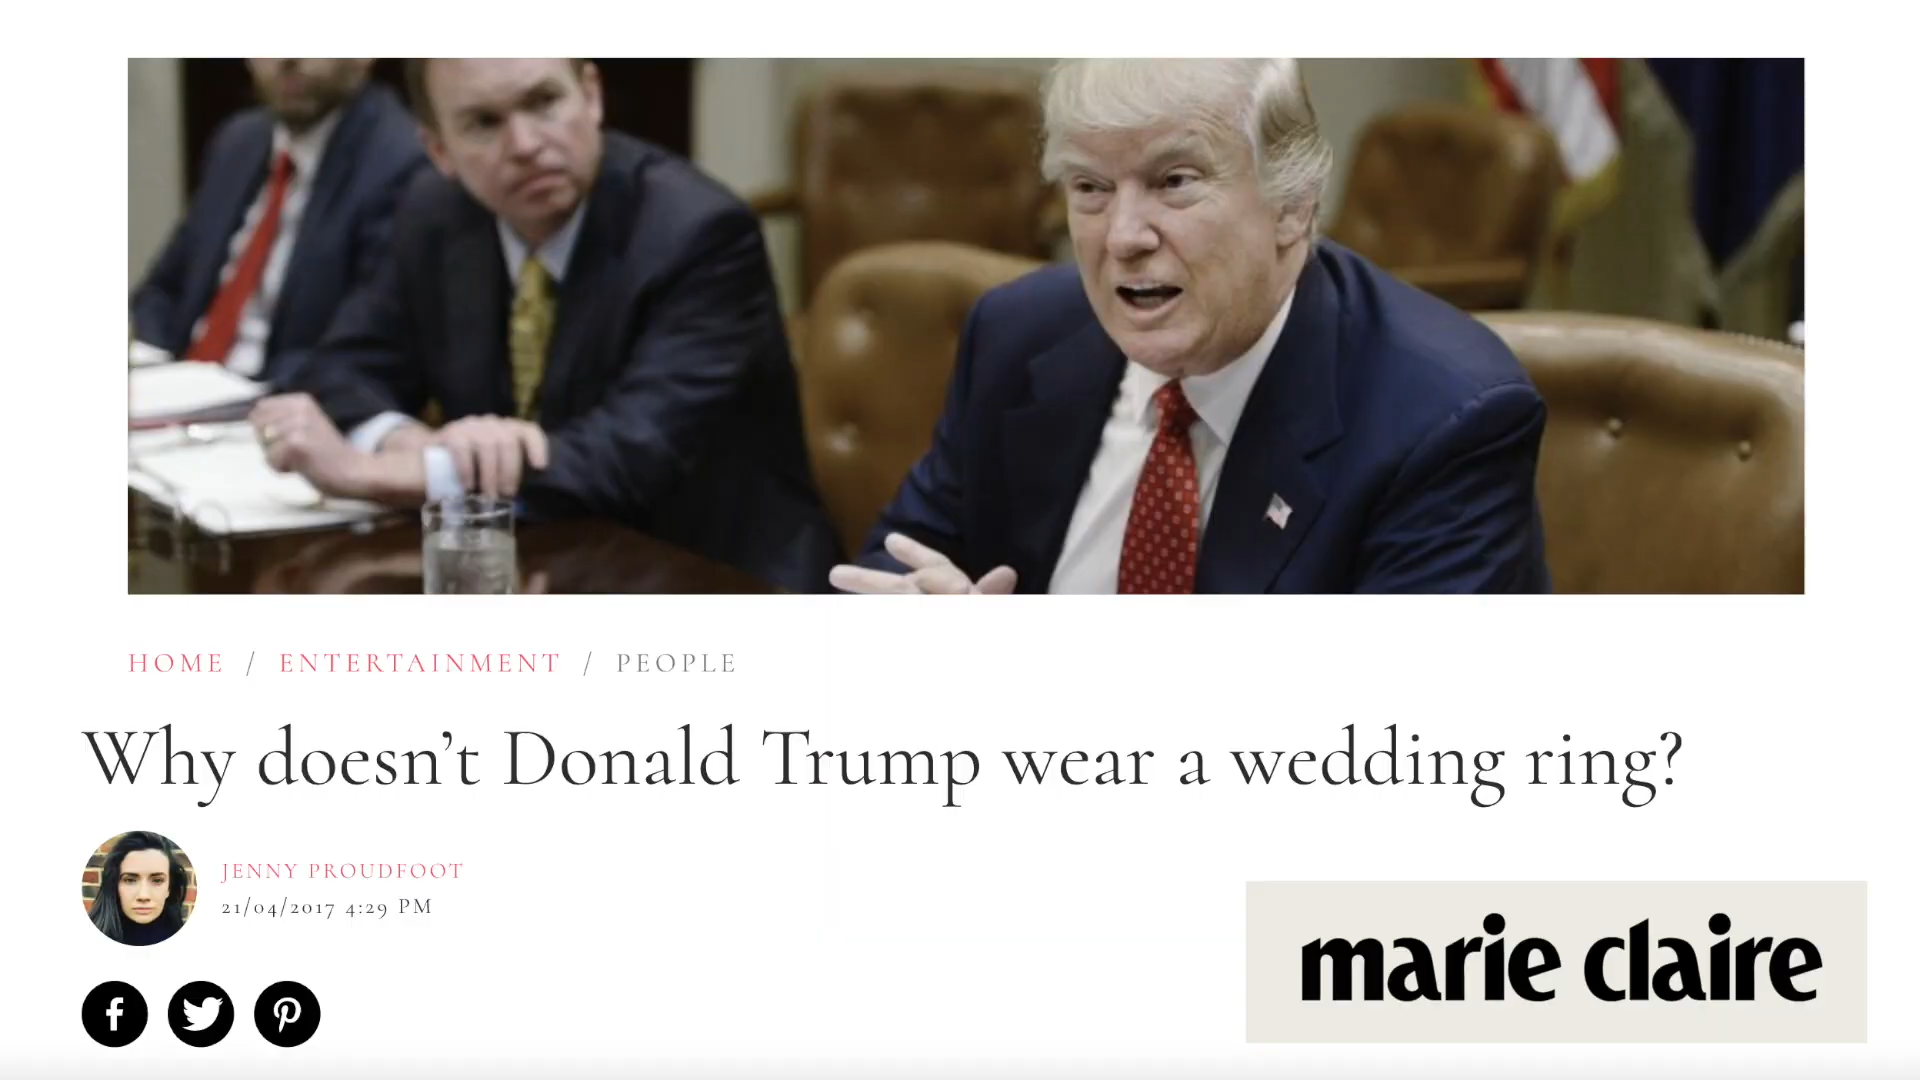 HOME / ENTERTAINMENT / PEOPLE
Why doesn’t Donald Trump wear a wedding ring?
JENNY PROUDFOOT
21/04/2017 4:29 PM
marie claire